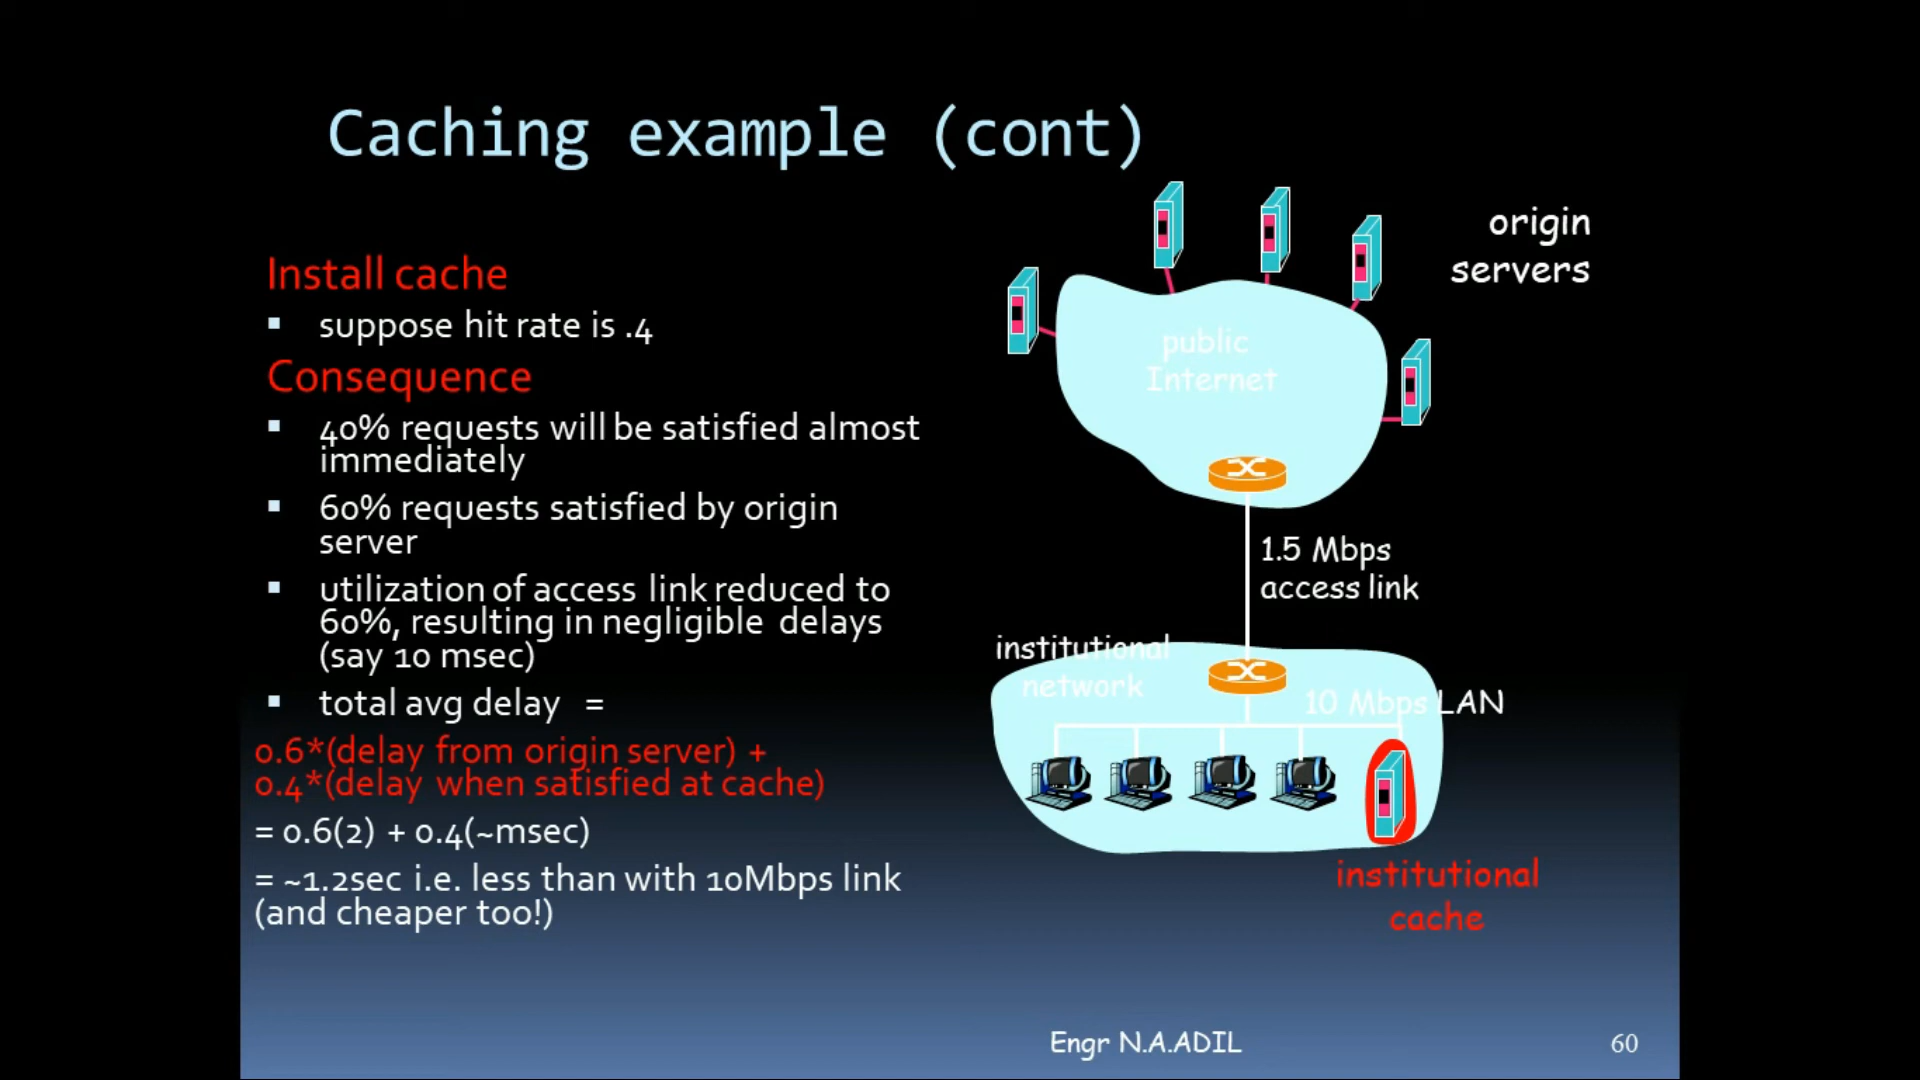 Caching example (cont)
Install cache
▪ suppose hit rate is .4
Consequence
▪ 40% requests will be satisfied almost
immediately
▪ 60% requests satisfied by origin
server
▪ utilization of access link reduced to
60%, resulting in negligible delays
(say 10 msec)
▪ total avg delay =
0.6*(delay from origin server) +
0.4*(delay when satisfied at cache)
= 0.6(2) + 0.4(~msec)
= ~1.2sec i.e. less than with 10Mbps link
(and cheaper too!)
origin
servers
public
Internet
1.5 Mbps
access link
institutional
network
10 Mbps LAN
institutional
cache
Engr N.A.ADIL
60